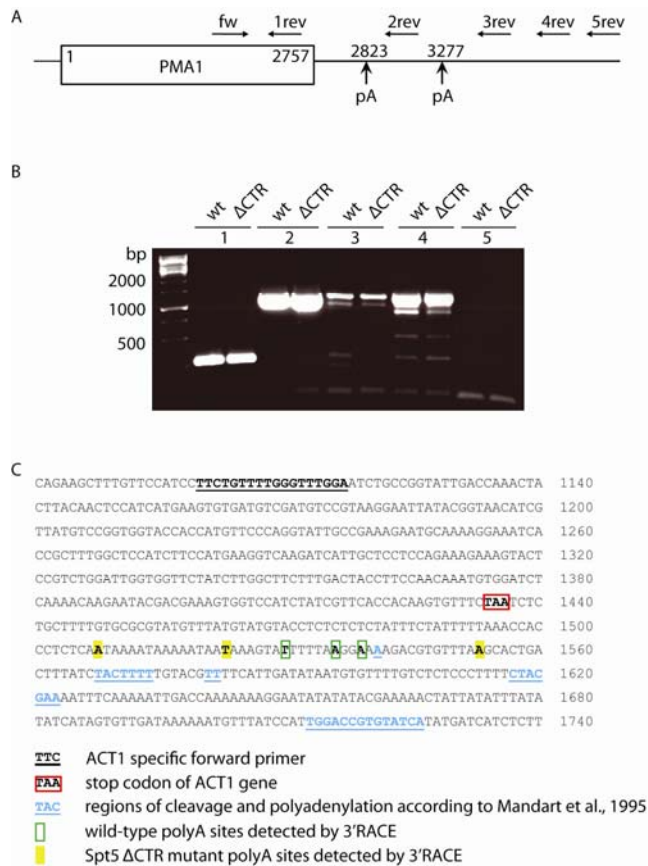 A
fw 1rev 2rev 3rev 4rev 5rev
1 PMA1 2757 2823 3277
pA pA
B
wt ΔCTR wt ΔCTR wt ΔCTR wt ΔCTR wt ΔCTR
1 2 3 4 5
bp
2000
1000
500
C
CAGAAGCTTTGTTCCATCCTTCTGTTTTGGGTTTGGAATCTGCCGGTATTGACCAAACTA 1140
CTTACAACTCCATCATGAAGTGTGATGTCGATGTCCGTAAGGAATTATACGGTAACATCG 1200
TTATGTCCGGTGGTACCACCATGTTCCCAGGTATTGCCGAAAGAATGCAAAAGGAAATCA 1260
CCGCTTTGGCTCCATCTTCCATGAAGGTCAAGATCATTGCTCCTCCAGAAAGAAAGTACT 1320
CCGTCTGGATTGGTGGTTCTATCTTGGCTTCTTTGACTACCTTCCAACAAATGTGGATCT 1380
CAAAACAAGAATACGACGAAAGTGGTCCATCTATCGTTCACCACAAGTGTTTCTAATCTC 1440
TGCTTTTGTGCGCGTATGTTTATGTATGTACCTCTCTCTCTATTTCTATTTTTAAACCAC 1500
CCTCTCAATAAAATAAAAATAATAAAGTATTTTTAAGGAAAAGACGTGTTTAAGCACTGA 1560
CTTTATCTACTTTTTGTACGTTTTCATTGATATAATGTGTTTTGTCTCTCCCTTTTCTAC 1620
GAAAATTTCAAAAATTGACCAAAAAAAGGAATATATATACGAAAAACTATTATATTTATA 1680
TATCATAGTGTTGATAAAAAATGTTTATCCATTGGACCGTGTATCATATGATCATCTCTT 1740
TTC ACT1 specific forward primer
TAA stop codon of ACT1 gene
TAC regions of cleavage and polyadenylation according to Mandart et al., 1995
wild-type polyA sites detected by 3'RACE
Spt5 ΔCTR mutant polyA sites detected by 3'RACE